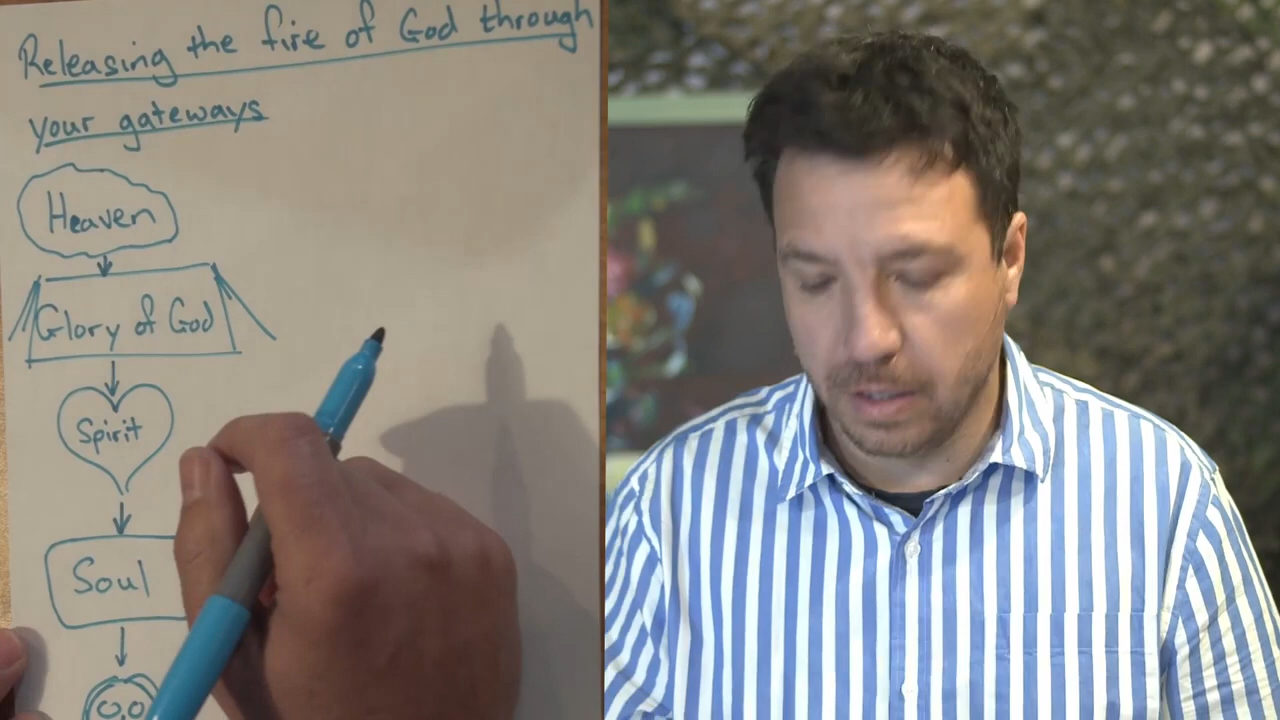 Releasing the fire of God through
your gateways
Heaven
Glory of God
Spirit
Soul